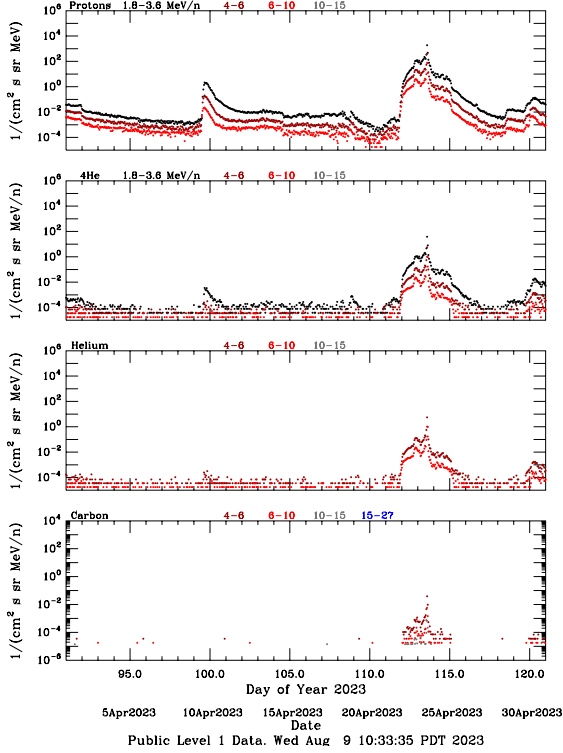 Protons 1.8-3.6 MeV/n 4-6 6-10 10-15
10^6
10^4
10^2
10^0
10^-2
10^-4
1/(cm^2 s sr MeV)
4He 1.8-3.6 MeV/n 4-6 6-10 10-15
10^6
10^4
10^2
10^0
10^-2
10^-4
1/(cm^2 s sr MeV/n)
Helium 4-6 6-10 10-15
10^6
10^4
10^2
10^0
10^-2
10^-4
1/(cm^2 s sr MeV/n)
Carbon 4-6 6-10 10-15 15-27
10^4
10^2
10^0
10^-2
10^-4
10^-6
1/(cm^2 s sr MeV/n)
95.0 100.0 105.0 110.0 115.0 120.0
Day of Year 2023
5Apr2023 10Apr2023 15Apr2023 20Apr2023 25Apr2023 30Apr2023
Date
Public Level 1 Data. Wed Aug 9 10:33:35 PDT 2023